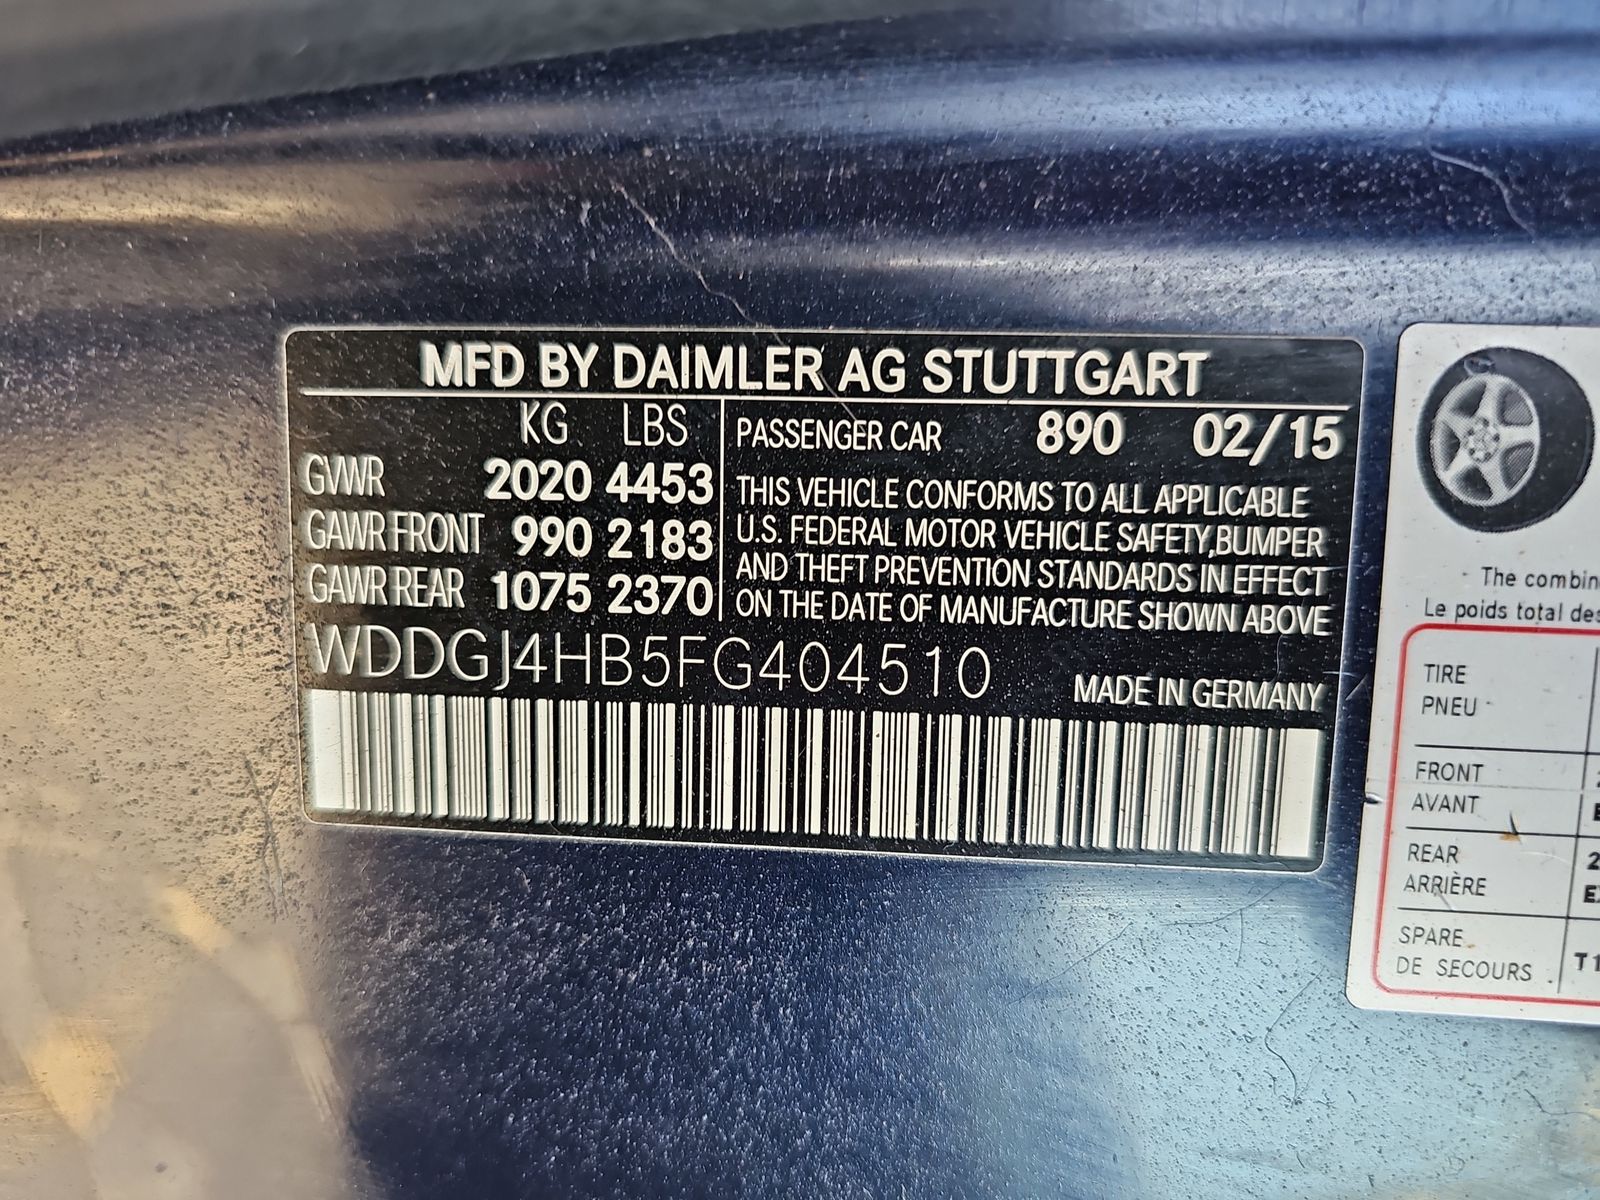 MFD BY DAIMLER AG STUTTGART
KG LBS
GVWR 2020 4453
GAWR FRONT 990 2183
GAWR REAR 1075 2370
PASSENGER CAR 890 02/15
THIS VEHICLE CONFORMS TO ALL APPLICABLE
U.S. FEDERAL MOTOR VEHICLE SAFETY,BUMPER
AND THEFT PREVENTION STANDARDS IN EFFECT
ON THE DATE OF MANUFACTURE SHOWN ABOVE
WDDGJ4HB5FG404510
MADE IN GERMANY
The combin
Le poids total des
TIRE
PNEU
FRONT
AVANT
REAR
ARRIÈRE
SPARE
DE SECOURS